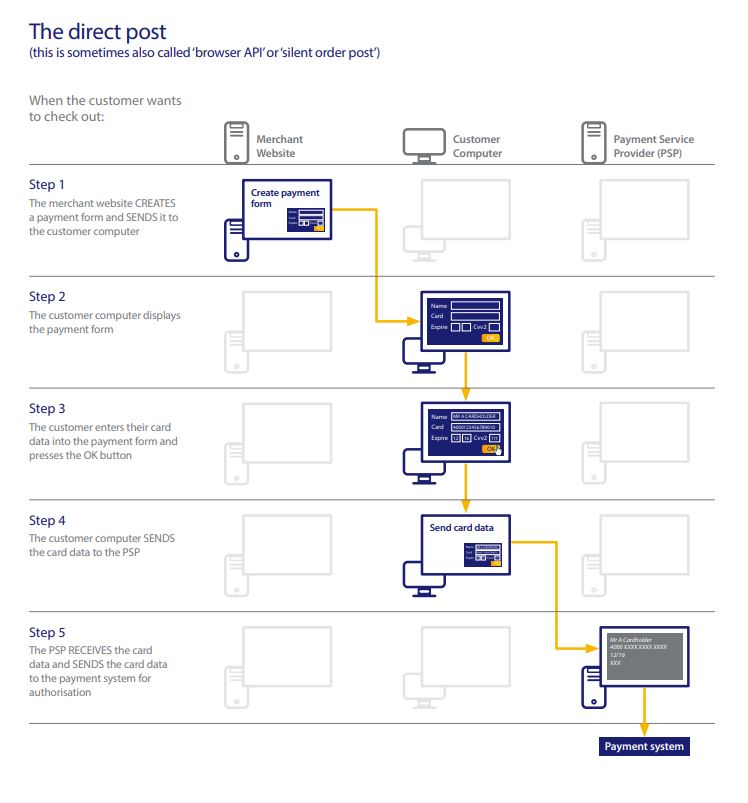 The direct post
(this is sometimes also called ‘browser API’ or ‘silent order post’)
When the customer wants
to check out:
Merchant
Website
Customer
Computer
Payment Service
Provider (PSP)
Step 1
The merchant website CREATES
a payment form and SENDS it to
the customer computer
Create payment
form
Name
Card
Expire
OK
Step 2
The customer computer displays
the payment form
Name
Card
Expire Cvv2
OK
Step 3
The customer enters their card
data into the payment form and
presses the OK button
Name MR A CARDHOLDER
Card 4000123456789010
Expire 12 16 Cvv2 111
OK
Step 4
The customer computer SENDS
the card data to the PSP
Send card data
Name
Card
Expire
Step 5
The PSP RECEIVES the card
data and SENDS the card data
to the payment system for
authorisation
Mr A Cardholder
4000 XXXX XXXX XXXX
12/16
XXX
Payment system